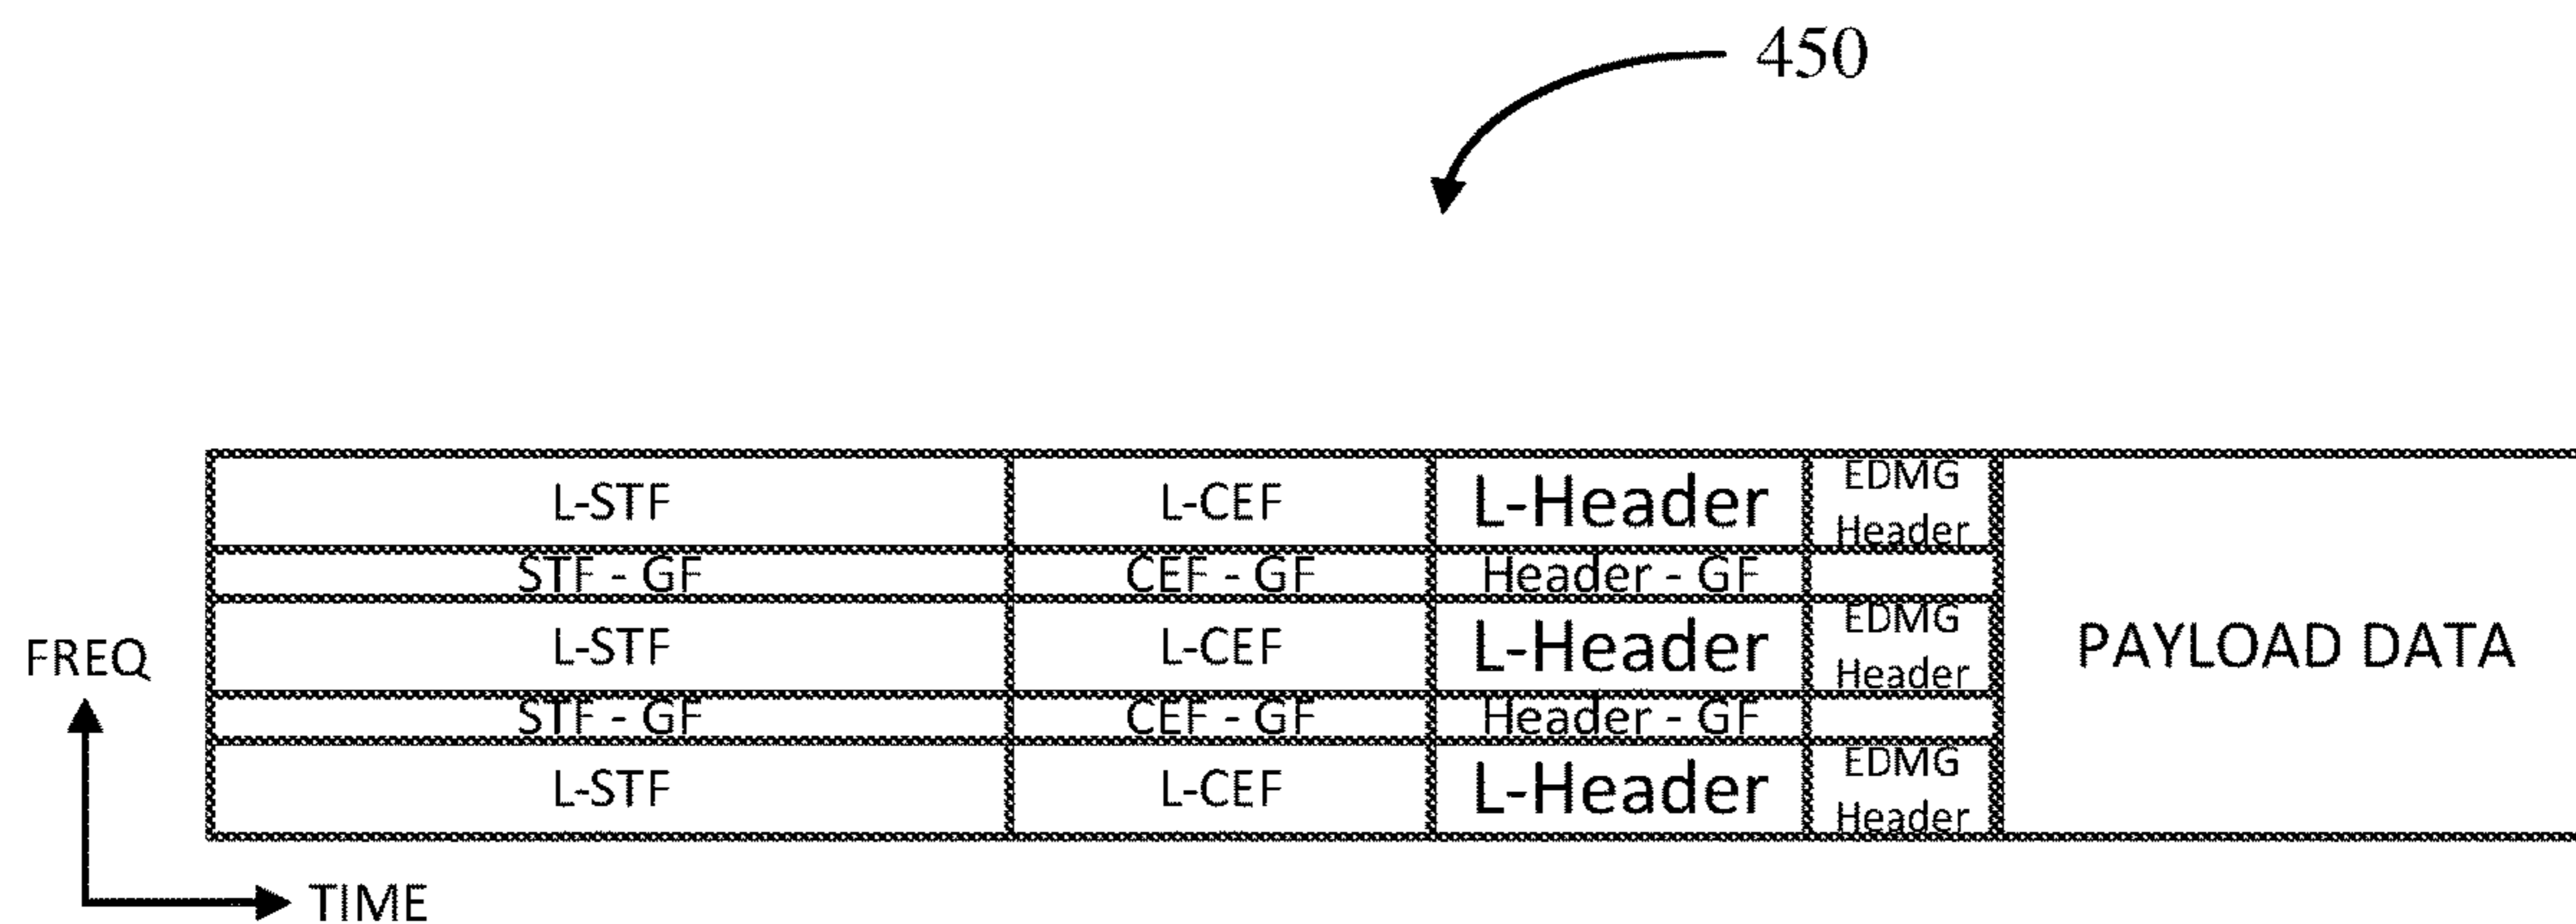 450
L-STF L-CEF L-Header EDMG Header
STF - GF CEF - GF Header - GF
L-STF L-CEF L-Header EDMG Header
PAYLOAD DATA
STF - GF CEF - GF Header - GF
L-STF L-CEF L-Header EDMG Header
FREQ
TIME